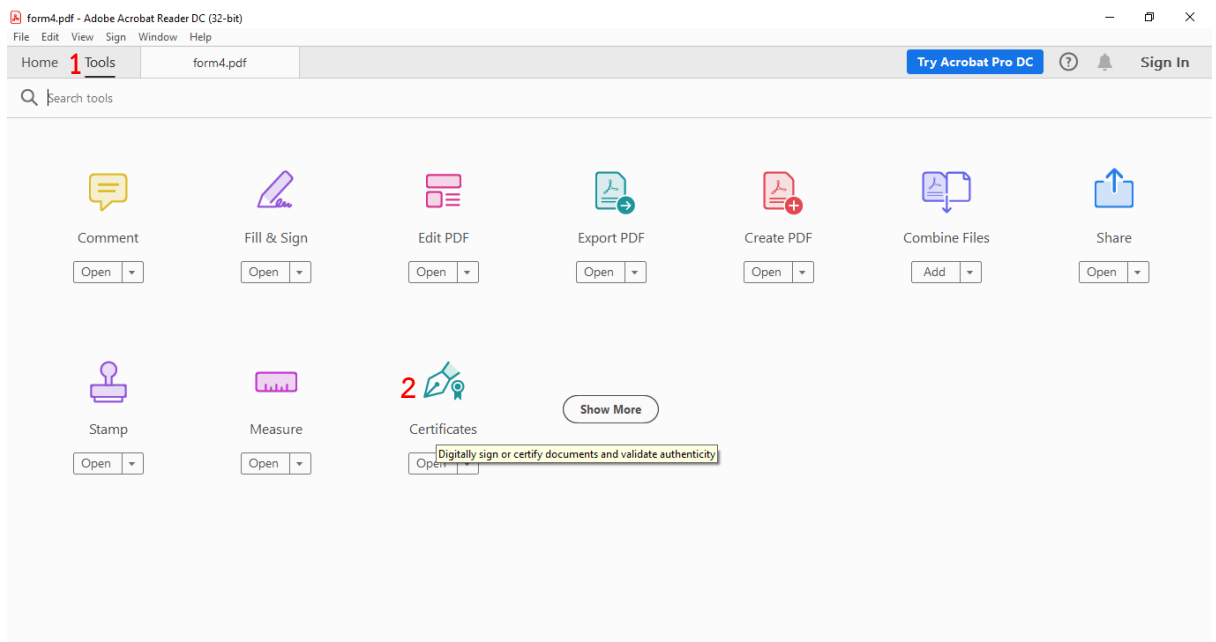 form4.pdf - Adobe Acrobat Reader DC (32-bit)
File Edit View Sign Window Help
Home 1 Tools form4.pdf Try Acrobat Pro DC ? Sign In
Search tools
Comment Fill & Sign Edit PDF Export PDF Create PDF Combine Files Share
Open Open Open Open Open Add Open
2
Show More
Stamp Measure Certificates
Digitally sign or certify documents and validate authenticity
Open Open Open